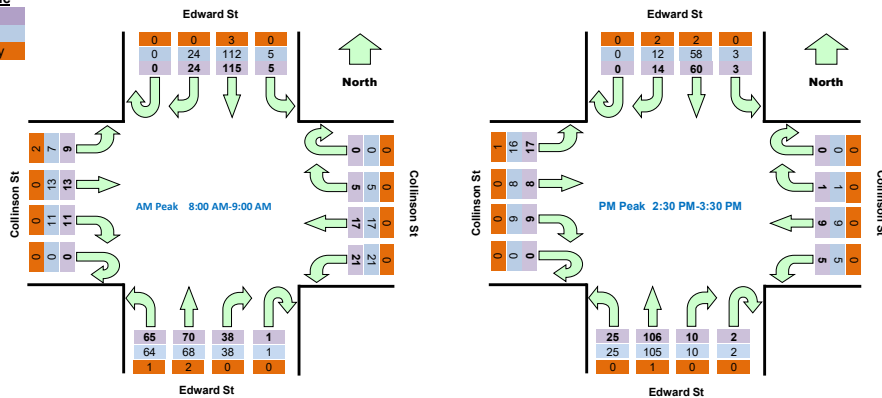 Edward St
0 0 3 0
0 24 112 5
0 24 115 5
North
Collinson St
2 7 9
0 13 13
0 11 11
0 0 0
AM Peak 8:00 AM-9:00 AM
0 0 0
5 5 0
17 17 0
21 21 0
Collinson St
65 70 38 1
64 68 38 1
1 2 0 0
Edward St
Edward St
0 2 2 0
0 12 58 3
0 14 60 3
North
Collinson St
1 16 17
0 8 8
0 9 9
0 0 0
PM Peak 2:30 PM-3:30 PM
0 0 0
1 1 0
9 9 0
5 5 0
Collinson St
25 106 10 2
25 105 10 2
0 1 0 0
Edward St